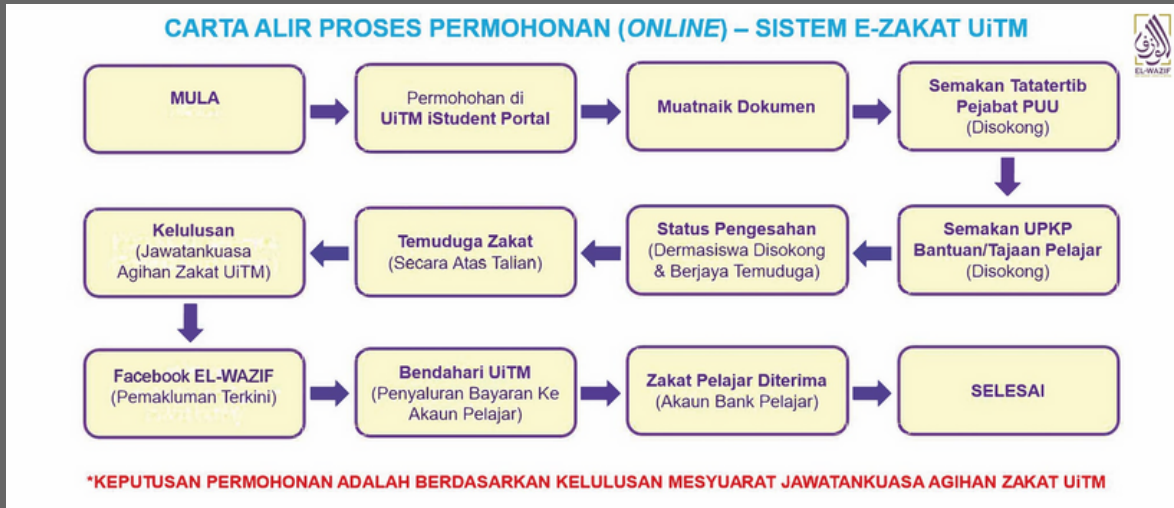 CARTA ALIR PROSES PERMOHONAN (ONLINE) – SISTEM E-ZAKAT UiTM
EL-WAZIF
MULA
Permohohan di
UiTM iStudent Portal
Muatnaik Dokumen
Semakan Tatatertib
Pejabat PUU
(Disokong)
Semakan UPKP
Bantuan/Tajaan Pelajar
(Disokong)
Status Pengesahan
(Dermasiswa Disokong
& Berjaya Temuduga)
Temuduga Zakat
(Secara Atas Talian)
Kelulusan
(Jawatankuasa
Agihan Zakat UiTM)
Facebook EL-WAZIF
(Pemakluman Terkini)
Bendahari UiTM
(Penyaluran Bayaran Ke
Akaun Pelajar)
Zakat Pelajar Diterima
(Akaun Bank Pelajar)
SELESAI
*KEPUTUSAN PERMOHONAN ADALAH BERDASARKAN KELULUSAN MESYUARAT JAWATANKUASA AGIHAN ZAKAT UiTM